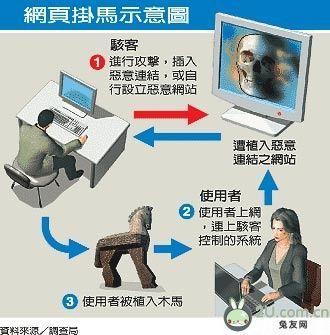 網頁掛馬示意圖
駭客
1 進行攻擊，插入
惡意連結，或自
行設立惡意網站
遭植入惡意
連結之網站
使用者
2 使用者上網，
連上駭客
控制的系統
3 使用者被植入木馬
資料來源／調查局
2U.com.cn
兔友网